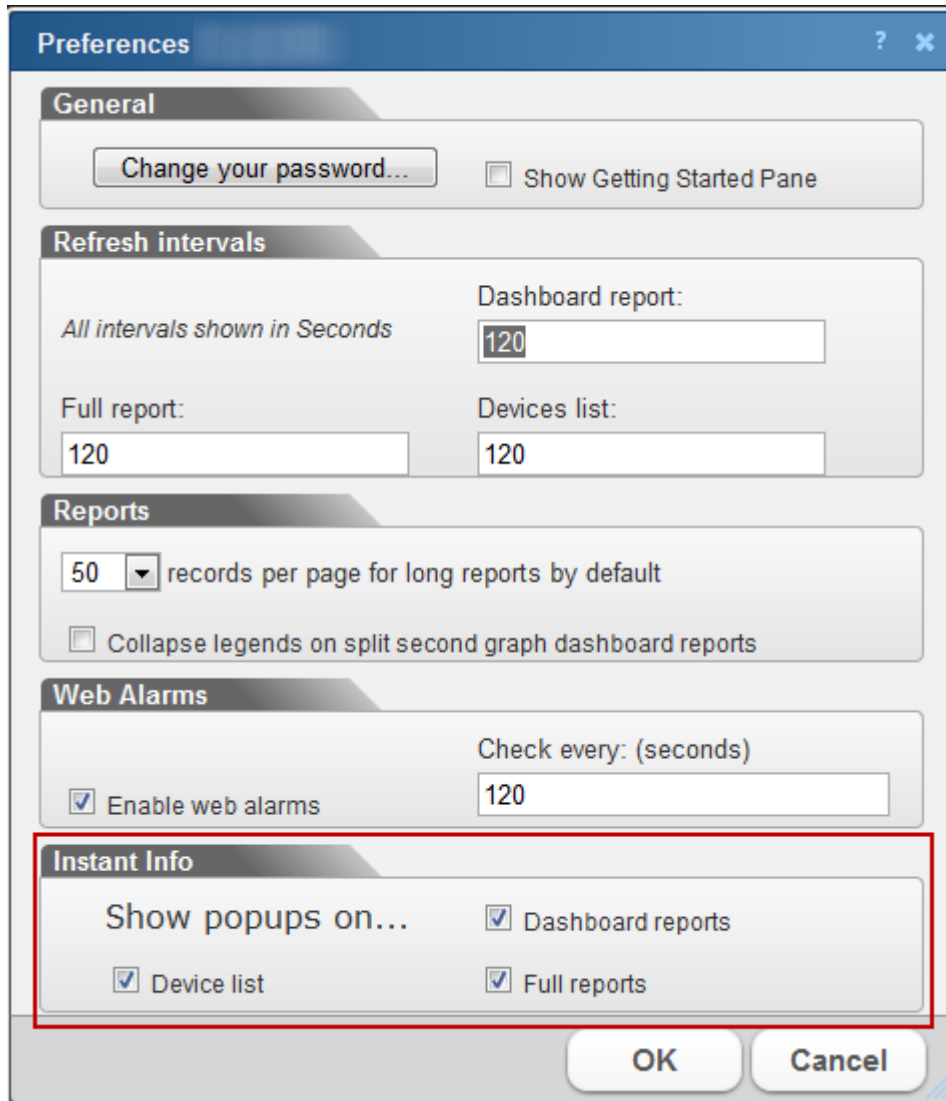 Preferences
?
General
Change your password...
Show Getting Started Pane
Refresh intervals
All intervals shown in Seconds
Dashboard report:
120
Full report:
Devices list:
120
120
Reports
50 records per page for long reports by default
Collapse legends on split second graph dashboard reports
Web Alarms
Check every: (seconds)
Enable web alarms
120
Instant Info
Show popups on...
Dashboard reports
Device list
Full reports
OK
Cancel